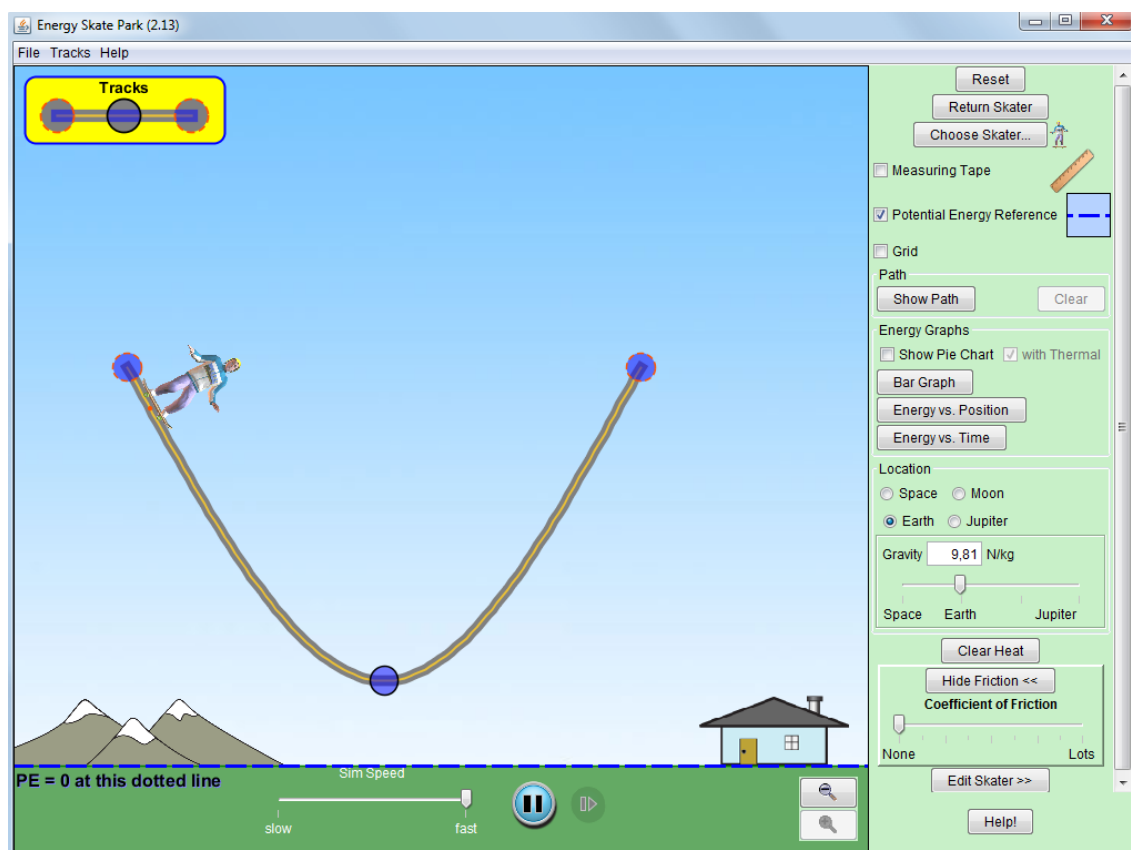 Energy Skate Park (2.13)
File Tracks Help
Tracks
Reset
Return Skater
Choose Skater...
Measuring Tape
Potential Energy Reference
Grid
Path
Show Path Clear
Energy Graphs
Show Pie Chart with Thermal
Bar Graph
Energy vs. Position
Energy vs. Time
Location
Space Moon
Earth Jupiter
Gravity 9,81 N/kg
Space Earth Jupiter
Clear Heat
Hide Friction <<
Coefficient of Friction
None Lots
Edit Skater >>
Help!
PE = 0 at this dotted line
Sim Speed
slow fast